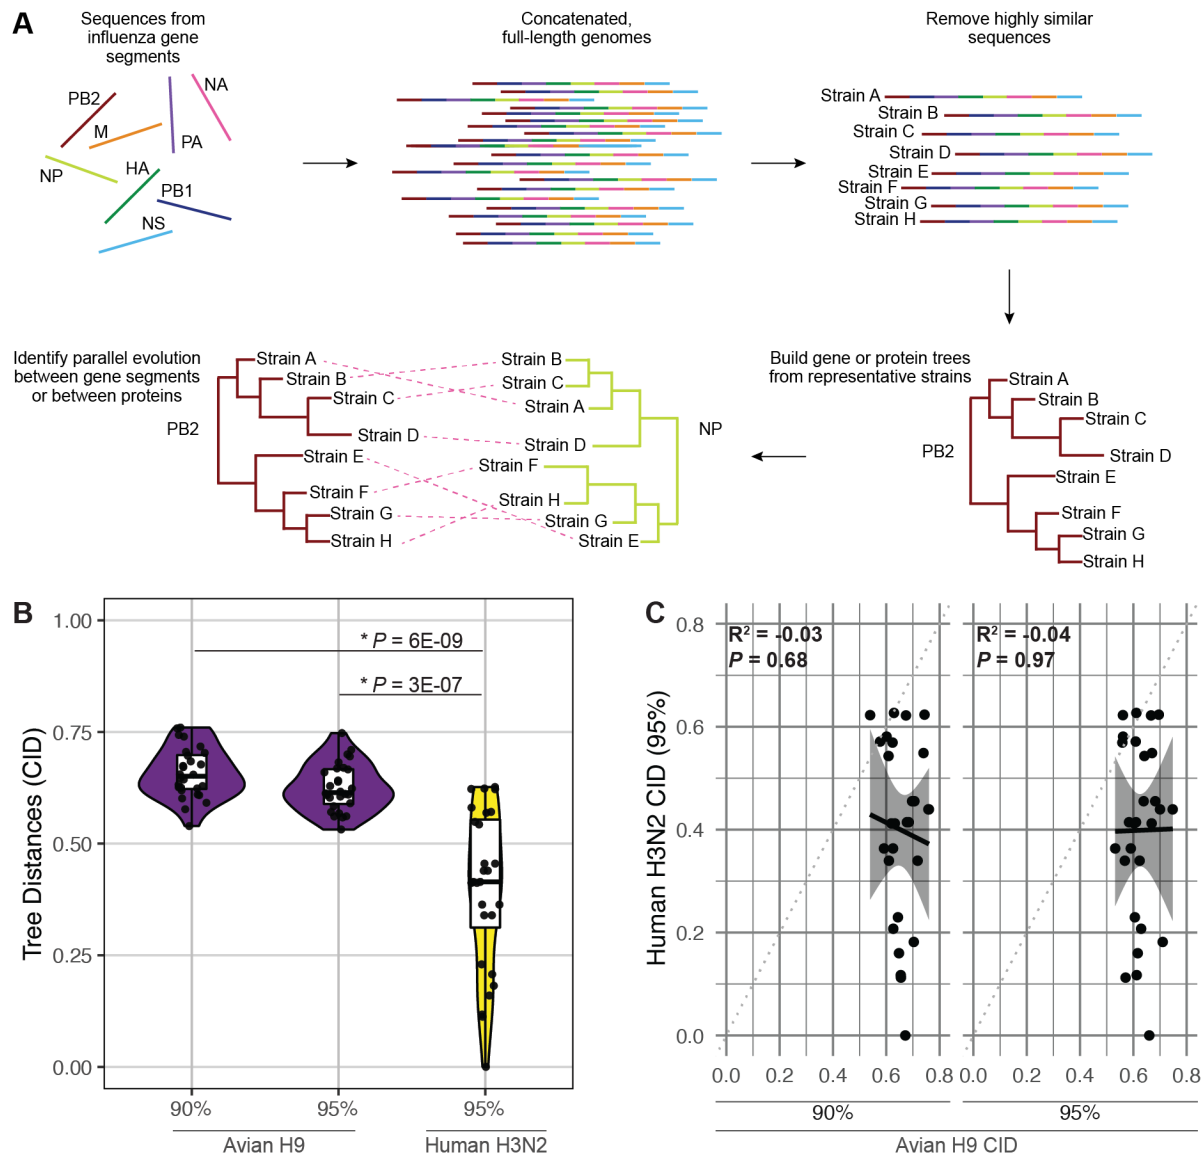 A
Sequences from
influenza gene
segments
PB2
M
NA
PA
NP
HA
PB1
NS
Concatenated,
full-length genomes
Remove highly similar
sequences
Strain A
Strain B
Strain C
Strain D
Strain E
Strain F
Strain G
Strain H
Identify parallel evolution
between gene segments
or between proteins
PB2
Strain A
Strain B
Strain C
Strain D
Strain E
Strain F
Strain G
Strain H
Strain B
Strain C
Strain A
Strain D
Strain F
Strain H
Strain G
Strain E
NP
Build gene or protein trees
from representative strains
PB2
Strain A
Strain B
Strain C
Strain D
Strain E
Strain F
Strain G
Strain H
B
Tree Distances (CID)
1.00
0.75
0.50
0.25
0.00
* P = 6E-09
* P = 3E-07
90% 95% 95%
Avian H9 Human H3N2
C
Human H3N2 CID (95%)
0.8
0.6
0.4
0.2
0.0
R² = -0.03
P = 0.68
R² = -0.04
P = 0.97
0.0 0.2 0.4 0.6 0.8 0.0 0.2 0.4 0.6 0.8
90% 95%
Avian H9 CID